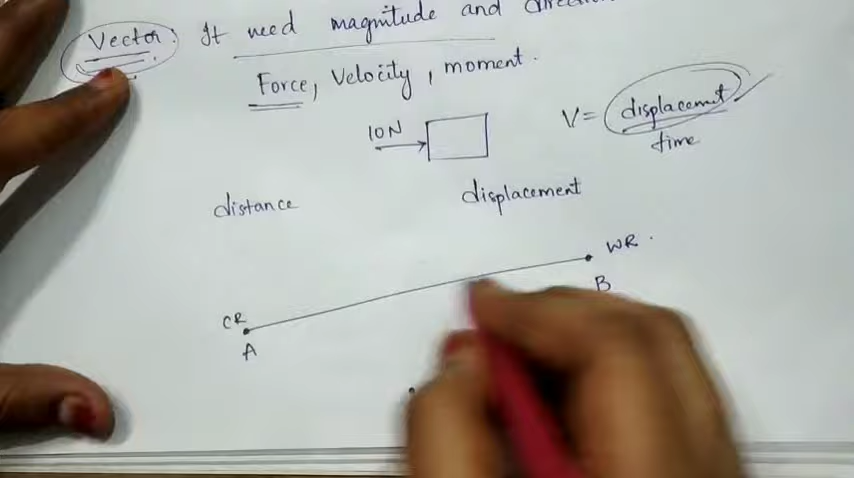 Vector: It need magnitude and
Force, Velocity, moment.
10N
V = displacement
time
distance displacement
WR.
B
CR
A